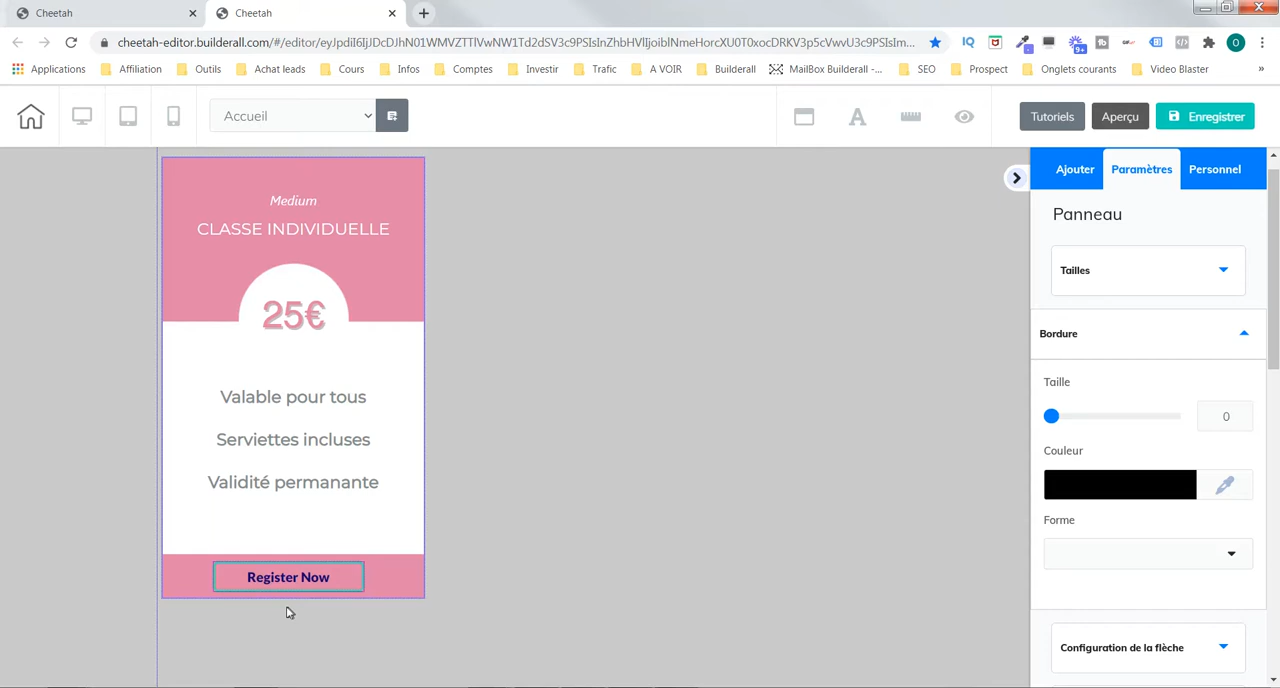 Cheetah
Cheetah
cheetah-editor.builderall.com/#/editor/eyJpdiI6IjJDcDJhN01WMVZTTlVwNW1Td2dSV3c9PSIsInZhbHVlIjoiblNmeHorcXU0T0xocDRKV3p5cVwvU3c9PSIsIm...
Applications
Affiliation
Outils
Achat leads
Cours
Infos
Comptes
Investir
Trafic
A VOIR
Builderall
MailBox Builderall -...
SEO
Prospect
Onglets courants
Video Blaster
»
Accueil
Tutoriels
Aperçu
Enregistrer
Ajouter
Paramètres
Personnel
Panneau
Tailles
Bordure
Taille
0
Couleur
Forme
Configuration de la flèche
Medium
CLASSE INDIVIDUELLE
25€
Valable pour tous
Serviettes incluses
Validité permanante
Register Now